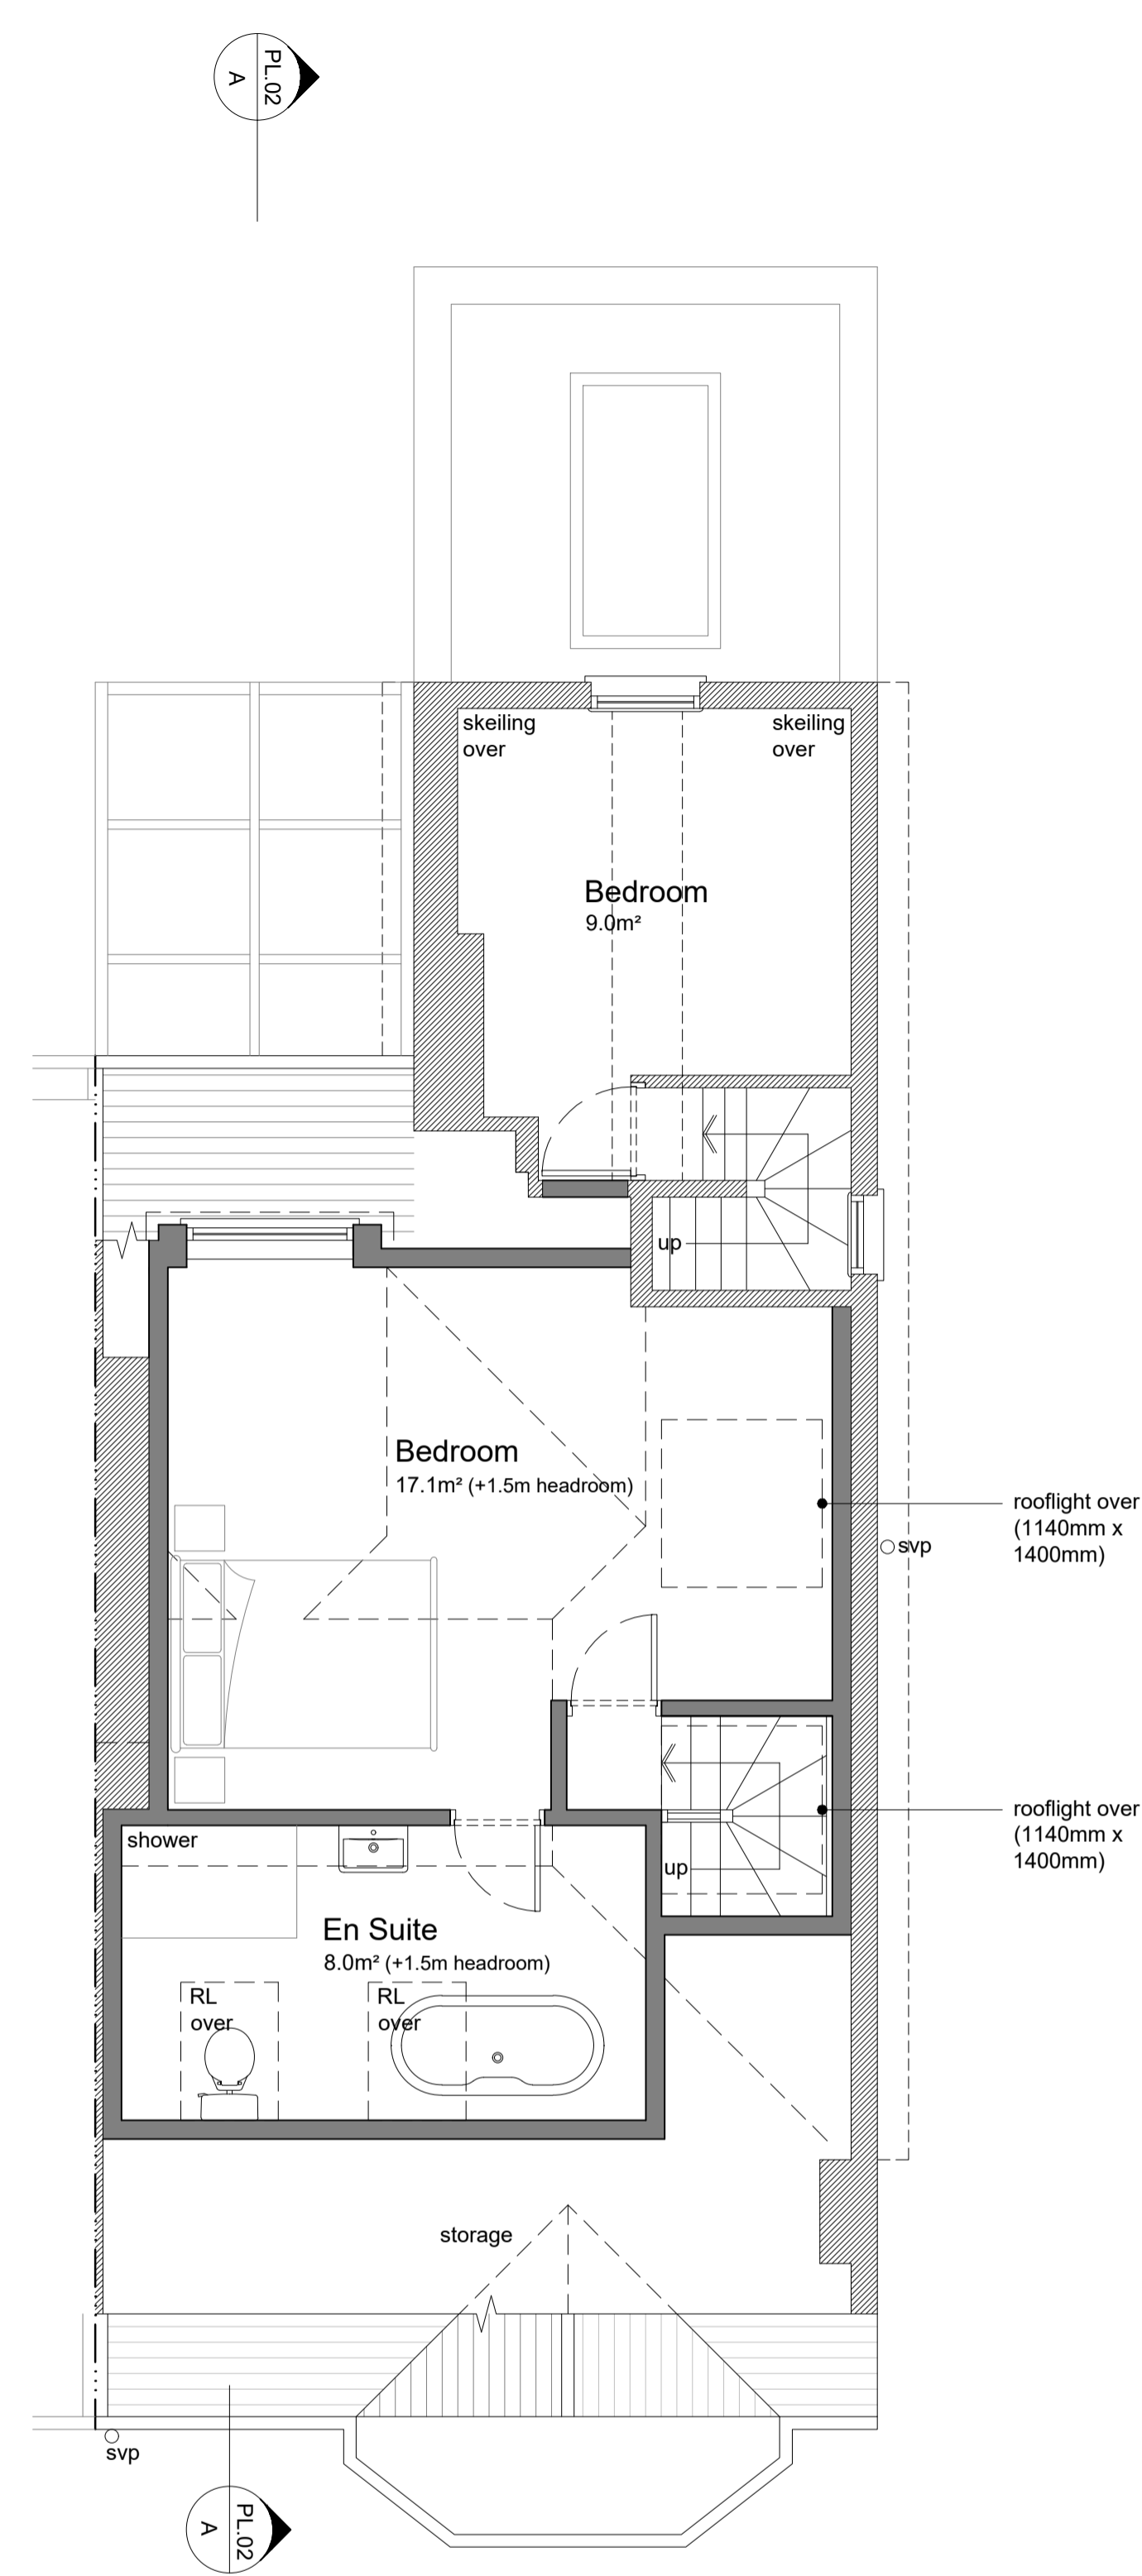 PL.02
A
skeiling
over
skeiling
over
Bedroom
9.0m²
up
Bedroom
17.1m² (+1.5m headroom)
rooflight over
(1140mm x
1400mm)
svp
rooflight over
(1140mm x
1400mm)
shower
up
En Suite
8.0m² (+1.5m headroom)
RL
over
RL
over
storage
svp
PL.02
A